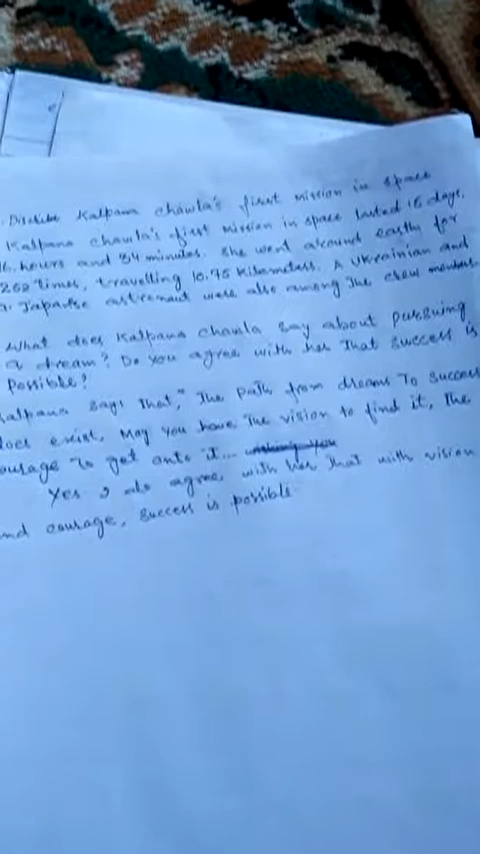 . Discribe Kalpana chawla's first mission in space
Kalpana chawla's first mission in space lasted 15 days,
16 hours and 34 minutes. She went around earth for
252 times, travelling 10.45 Kilometers. A Ukrainian and
a Japanse astronaut were also among the crew members.
What does Kalpana chawla say about pursuing
a dream? Do you agree with her that success is
possible?
Kalpana says that, "The path from dreams To success
does exist, May you have the vision to find it, the
ourage To get onto it...
Yes I do agree, with her that with vision
and courage, success is possible.